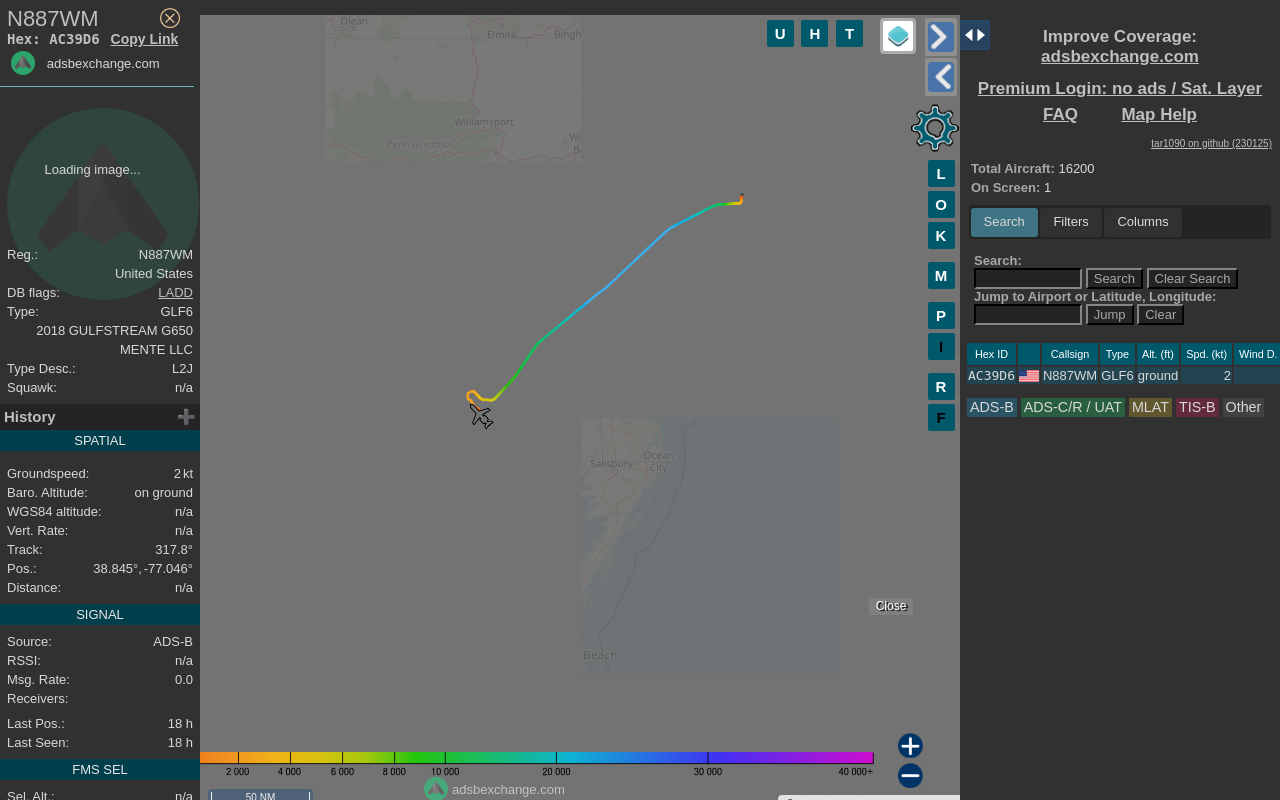 N887WM
Hex: AC39D6 Copy Link
adsbexchange.com
Loading image...
Reg.: N887WM
United States
DB flags: LADD
Type: GLF6
2018 GULFSTREAM G650
MENTE LLC
Type Desc.: L2J
Squawk: n/a
History
SPATIAL
Groundspeed: 2 kt
Baro. Altitude: on ground
WGS84 altitude: n/a
Vert. Rate: n/a
Track: 317.8°
Pos.: 38.845°, -77.046°
Distance: n/a
SIGNAL
Source: ADS-B
RSSI: n/a
Msg. Rate: 0.0
Receivers:
Last Pos.: 18 h
Last Seen: 18 h
FMS SEL
Sel. Alt.: n/a
Olean
Elmira
Bingh
Williamsport
Pennsylvania
Wi
B
Salisbury
Ocean
City
Beach
U H T
L
O
K
M
P
I
R
F
Close
2 000 4 000 6 000 8 000 10 000 20 000 30 000 40 000+
adsbexchange.com
50 NM
Improve Coverage:
adsbexchange.com
Premium Login: no ads / Sat. Layer
FAQ Map Help
tar1090 on github (230125)
Total Aircraft: 16200
On Screen: 1
Search Filters Columns
Search:
Search Clear Search
Jump to Airport or Latitude, Longitude:
Jump Clear
Hex ID Callsign Type Alt. (ft) Spd. (kt) Wind D.
AC39D6 N887WM GLF6 ground 2
ADS-B ADS-C/R / UAT MLAT TIS-B Other